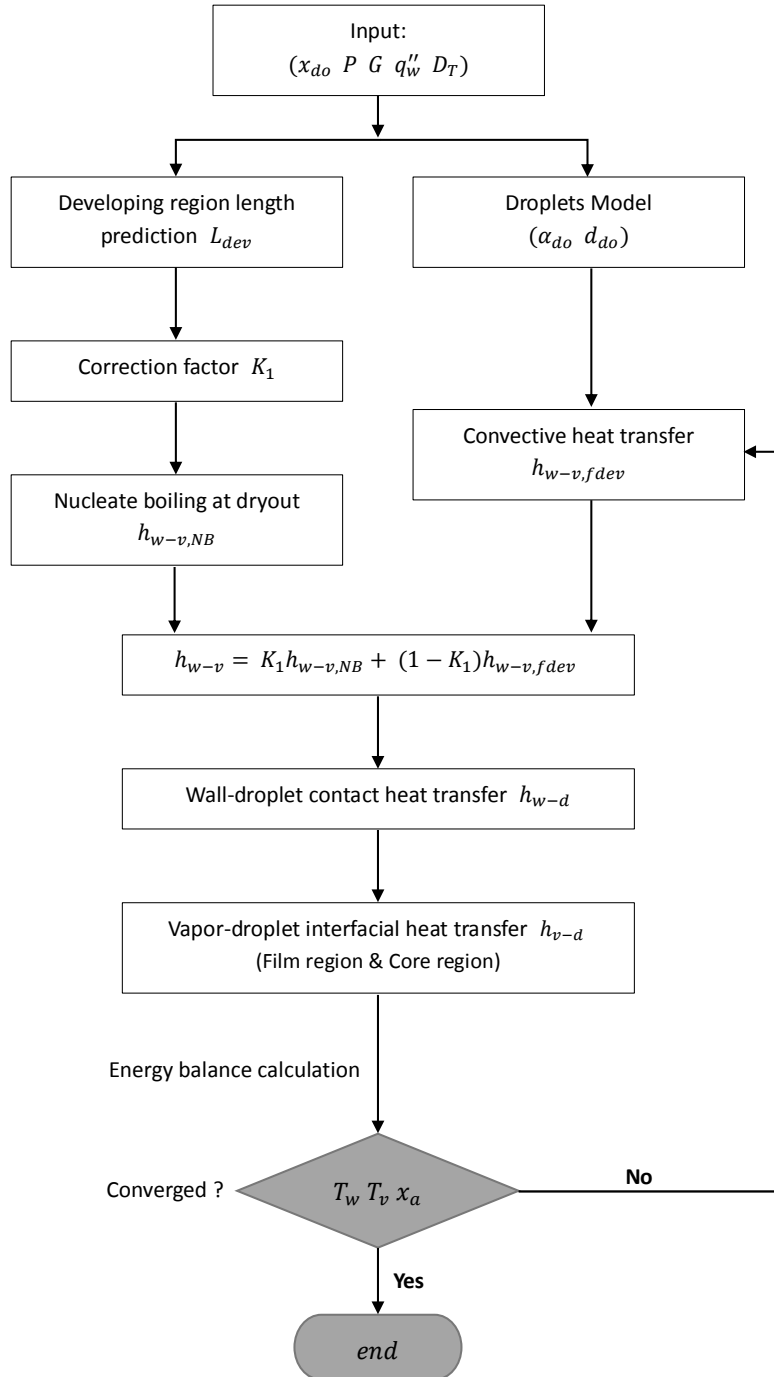 Input:
(x_do P G q''_w D_T)
Developing region length
prediction L_dev
Droplets Model
(α_do d_do)
Correction factor K_1
Convective heat transfer
h_w−v,fdev
Nucleate boiling at dryout
h_w−v,NB
h_w−v = K_1h_w−v,NB + (1 − K_1)h_w−v,fdev
Wall-droplet contact heat transfer h_w−d
Vapor-droplet interfacial heat transfer h_v−d
(Film region & Core region)
Energy balance calculation
Converged ?
T_w T_v x_a
No
Yes
end